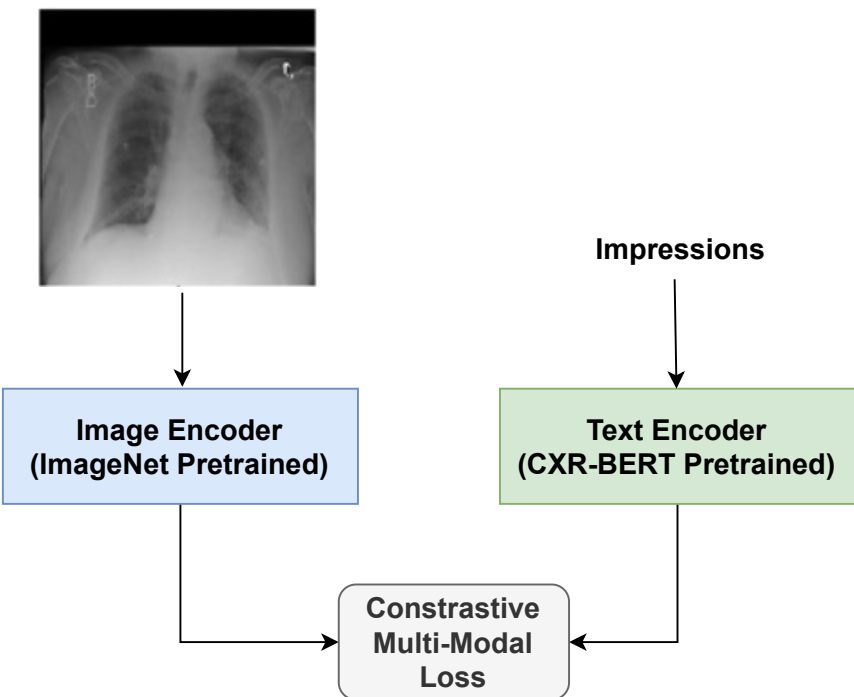 Impressions
Image Encoder
(ImageNet Pretrained)
Text Encoder
(CXR-BERT Pretrained)
Constrastive
Multi-Modal
Loss